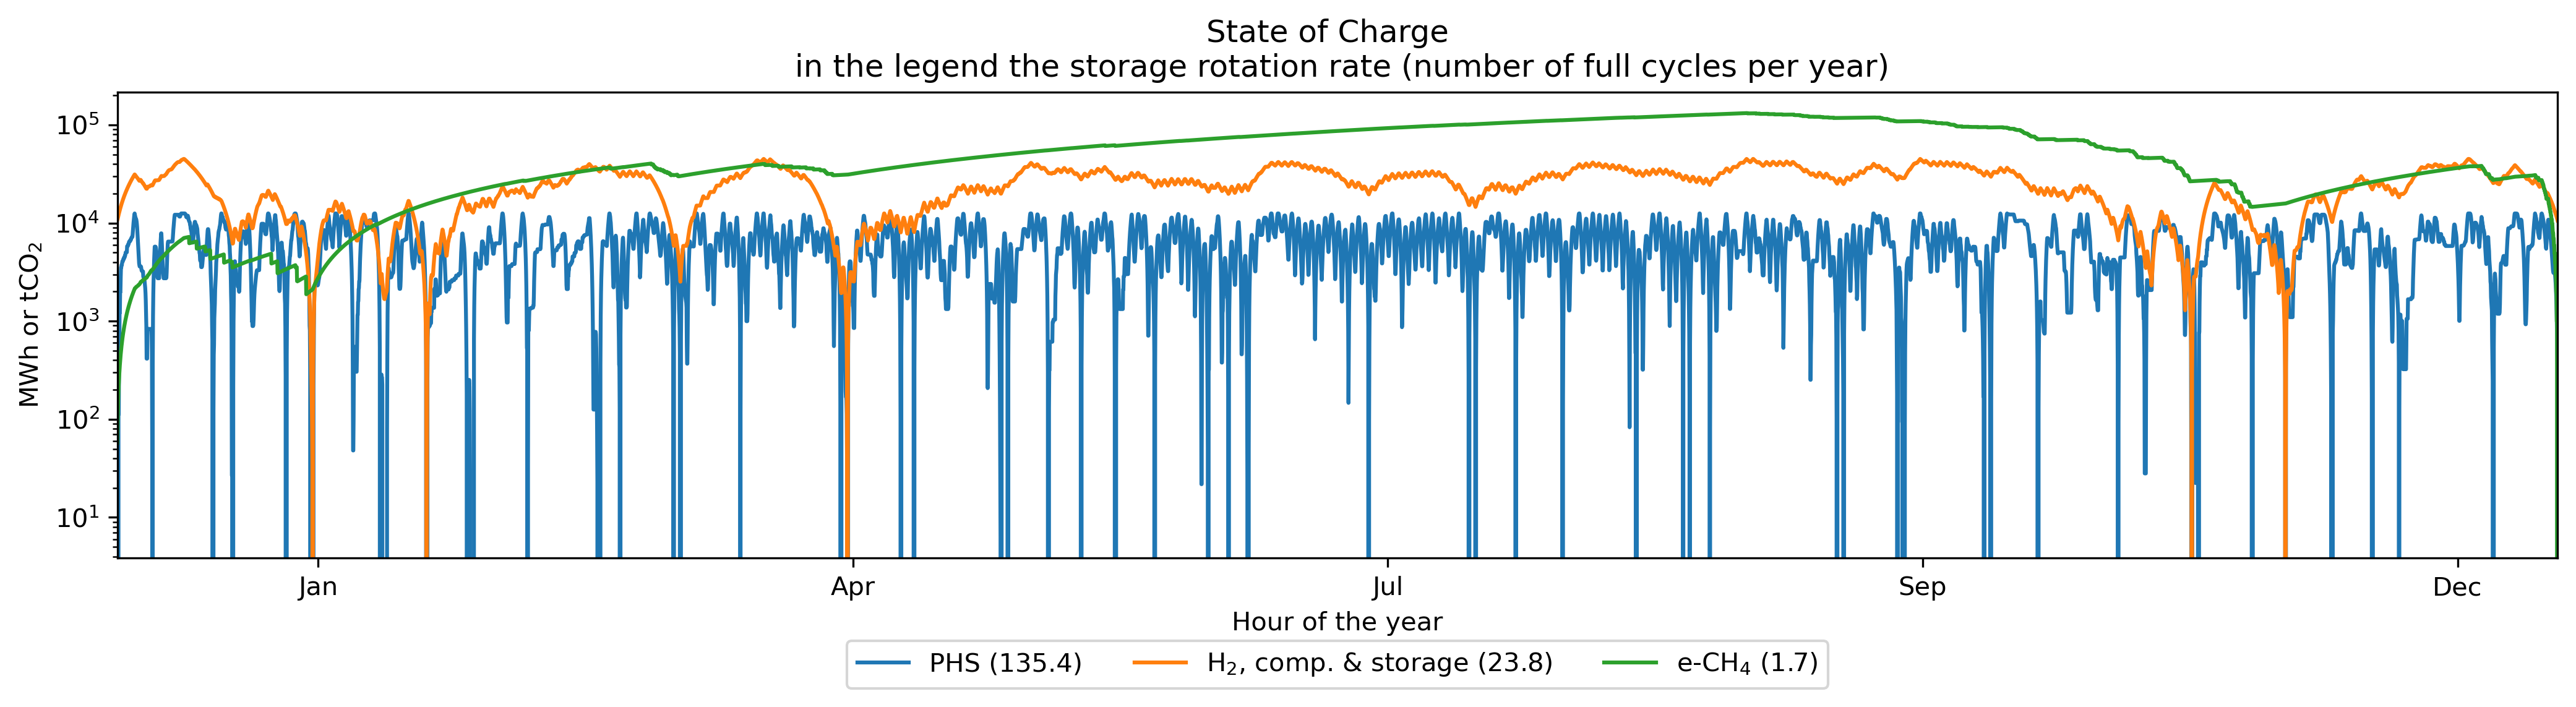 State of Charge
in the legend the storage rotation rate (number of full cycles per year)
MWh or tCO₂
10⁵
10⁴
10³
10²
10¹
Jan Apr Jul Sep Dec
Hour of the year
PHS (135.4) H₂, comp. & storage (23.8) e-CH₄ (1.7)